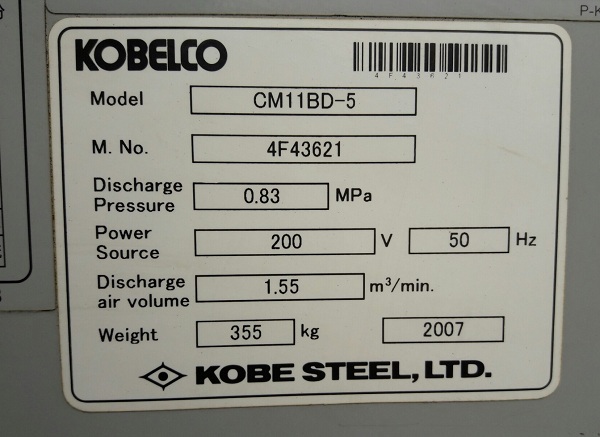 P-K
KOBELCO
4F43621
Model CM11BD-5
M. No. 4F43621
Discharge Pressure 0.83 MPa
Power Source 200 V 50 Hz
Discharge air volume 1.55 m³/min.
Weight 355 kg 2007
KOBE STEEL, LTD.